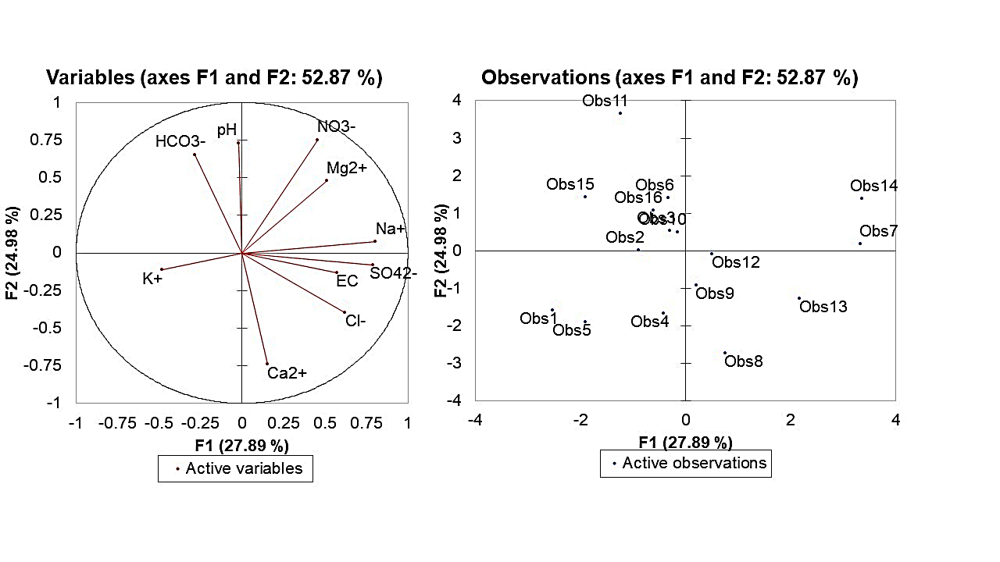 Variables (axes F1 and F2: 52.87 %)
1
0.75
0.5
0.25
0
-0.25
-0.5
-0.75
-1
F2 (24.98 %)
HCO3-
pH
NO3-
Mg2+
Na+
SO42-
EC
K+
Cl-
Ca2+
-1 -0.75 -0.5 -0.25 0 0.25 0.5 0.75 1
F1 (27.89 %)
Active variables
Observations (axes F1 and F2: 52.87 %)
4
3
2
1
0
-1
-2
-3
-4
F2 (24.98 %)
Obs11
Obs15
Obs6
Obs16
Obs3
Obs10
Obs2
Obs14
Obs7
Obs12
Obs9
Obs13
Obs1
Obs5
Obs4
Obs8
-4 -2 0 2 4
F1 (27.89 %)
Active observations